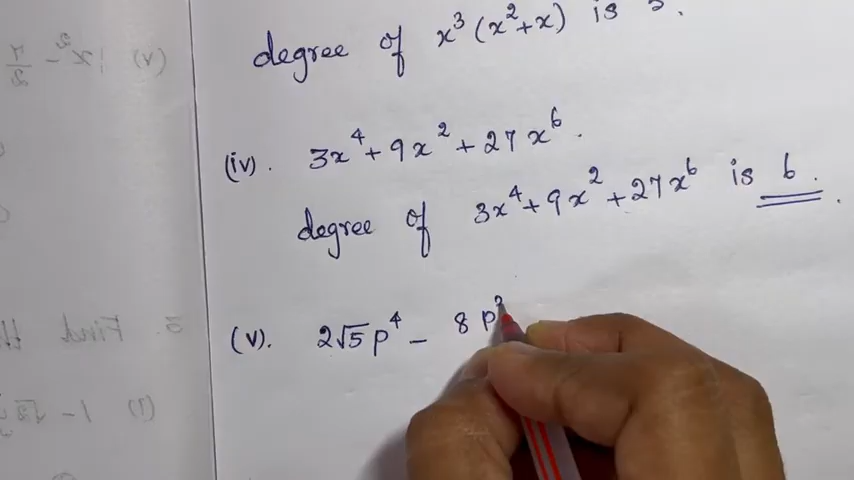 degree of x³(x²+x) is 5.
(iv). 3x⁴+9x²+27x⁶.
degree of 3x⁴+9x²+27x⁶ is 6.
(v). 2√5p⁴ - 8p